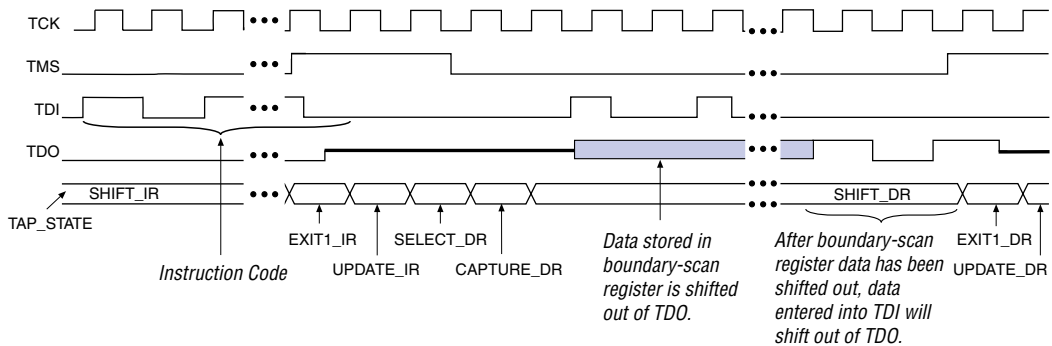 TCK
TMS
TDI
TDO
SHIFT_IR
SHIFT_DR
TAP_STATE
EXIT1_IR
SELECT_DR
Instruction Code
UPDATE_IR
CAPTURE_DR
Data stored in
boundary-scan
register is shifted
out of TDO.
After boundary-scan
register data has been
shifted out, data
entered into TDI will
shift out of TDO.
EXIT1_DR
UPDATE_DR